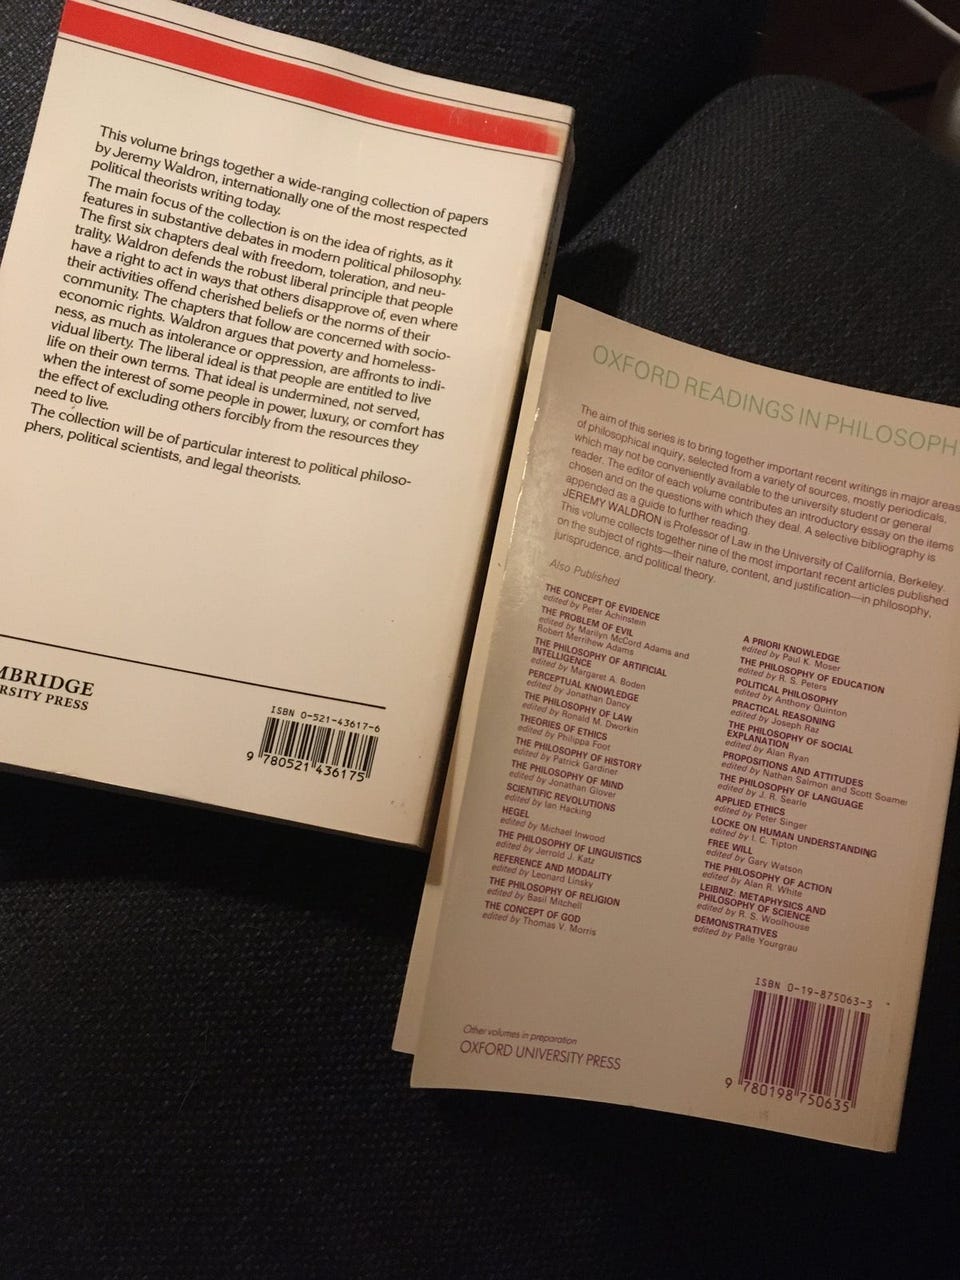 This volume brings together a wide-ranging collection of papers
by Jeremy Waldron, internationally one of the most respected
political theorists writing today.
The main focus of the collection is on the idea of rights, as it
features in substantive debates in modern political philosophy.
The first six chapters deal with freedom, toleration, and neu-
trality. Waldron defends the robust liberal principle that people
have a right to act in ways that others disapprove of, even where
their activities offend cherished beliefs or the norms of their
community. The chapters that follow are concerned with socio-
economic rights. Waldron argues that poverty and homeless-
ness, as much as intolerance or oppression, are affronts to indi-
vidual liberty. The liberal ideal is that people are entitled to live
life on their own terms. That ideal is undermined, not served,
when the interest of some people in power, luxury, or comfort has
the effect of excluding others forcibly from the resources they
need to live.
The collection will be of particular interest to political philoso-
phers, political scientists, and legal theorists.
MBRIDGE
ERSITY PRESS
ISBN 0-521-43617-6
9 780521 436175
OXFORD READINGS IN PHILOSOPH
The aim of this series is to bring together important recent writings in major areas
of philosophical inquiry, selected from a variety of sources, mostly periodicals,
which may not be conveniently available to the university student or general
reader. The editor of each volume contributes an introductory essay on the items
chosen and on the questions with which they deal. A selective bibliography is
appended as a guide to further reading.
JEREMY WALDRON is Professor of Law in the University of California, Berkeley.
This volume collects together nine of the most important recent articles published
on the subject of rights—their nature, content, and justification—in philosophy,
jurisprudence, and political theory.
Also Published
THE CONCEPT OF EVIDENCE
edited by Peter Achinstein
THE PROBLEM OF EVIL
edited by Marilyn McCord Adams and
Robert Merrihew Adams
THE PHILOSOPHY OF ARTIFICIAL
INTELLIGENCE
edited by Margaret A. Boden
PERCEPTUAL KNOWLEDGE
edited by Jonathan Dancy
THE PHILOSOPHY OF LAW
edited by Ronald M. Dworkin
THEORIES OF ETHICS
edited by Philippa Foot
THE PHILOSOPHY OF HISTORY
edited by Patrick Gardiner
THE PHILOSOPHY OF MIND
edited by Jonathan Glover
SCIENTIFIC REVOLUTIONS
edited by Ian Hacking
HEGEL
edited by Michael Inwood
THE PHILOSOPHY OF LINGUISTICS
edited by Jerrold J. Katz
REFERENCE AND MODALITY
edited by Leonard Linsky
THE PHILOSOPHY OF RELIGION
edited by Basil Mitchell
THE CONCEPT OF GOD
edited by Thomas V. Morris
A PRIORI KNOWLEDGE
edited by Paul K. Moser
THE PHILOSOPHY OF EDUCATION
edited by R. S. Peters
POLITICAL PHILOSOPHY
edited by Anthony Quinton
PRACTICAL REASONING
edited by Joseph Raz
THE PHILOSOPHY OF SOCIAL
EXPLANATION
edited by Alan Ryan
PROPOSITIONS AND ATTITUDES
edited by Nathan Salmon and Scott Soames
THE PHILOSOPHY OF LANGUAGE
edited by J. R. Searle
APPLIED ETHICS
edited by Peter Singer
LOCKE ON HUMAN UNDERSTANDING
edited by I. C. Tipton
FREE WILL
edited by Gary Watson
THE PHILOSOPHY OF ACTION
edited by Alan R. White
LEIBNIZ: METAPHYSICS AND
PHILOSOPHY OF SCIENCE
edited by R. S. Woolhouse
DEMONSTRATIVES
edited by Palle Yourgrau
Other volumes in preparation
OXFORD UNIVERSITY PRESS
ISBN 0-19-875063-3
9 780198 750635